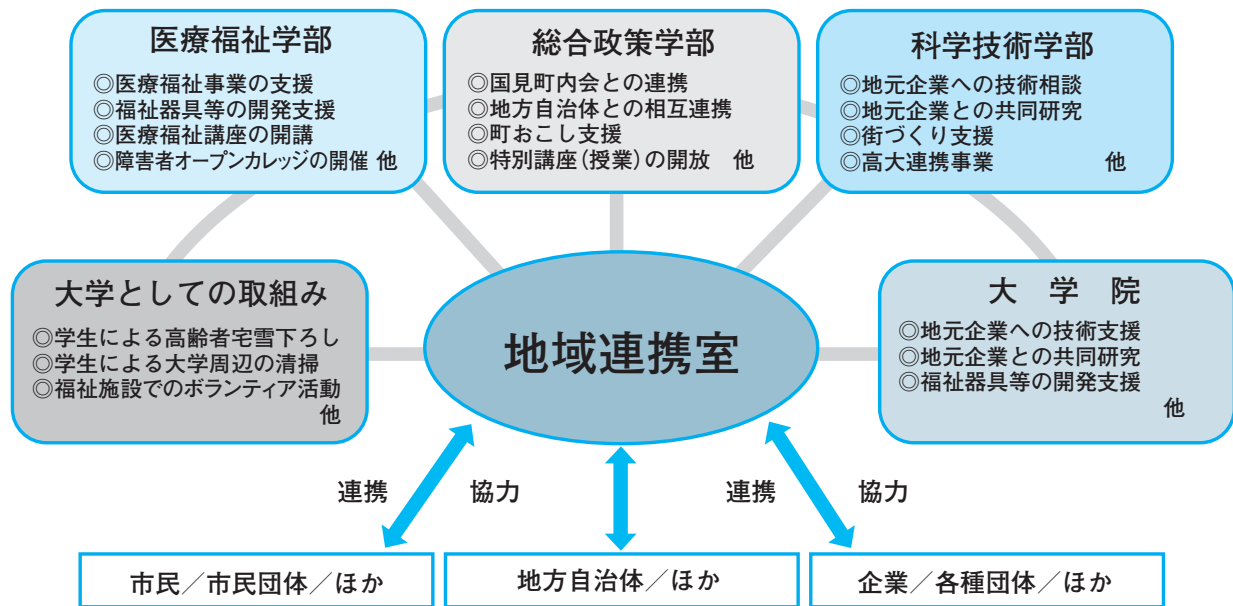 医療福祉学部
◎医療福祉事業の支援
◎福祉器具等の開発支援
◎医療福祉講座の開講
◎障害者オープンカレッジの開催 他
総合政策学部
◎国見町内会との連携
◎地方自治体との相互連携
◎町おこし支援
◎特別講座(授業)の開放 他
科学技術学部
◎地元企業への技術相談
◎地元企業との共同研究
◎街づくり支援
◎高大連携事業 他
大学としての取組み
◎学生による高齢者宅雪下ろし
◎学生による大学周辺の清掃
◎福祉施設でのボランティア活動
他
地域連携室
大 学 院
◎地元企業への技術支援
◎地元企業との共同研究
◎福祉器具等の開発支援
他
連携 協力 連携 協力
市民/市民団体/ほか
地方自治体/ほか
企業/各種団体/ほか